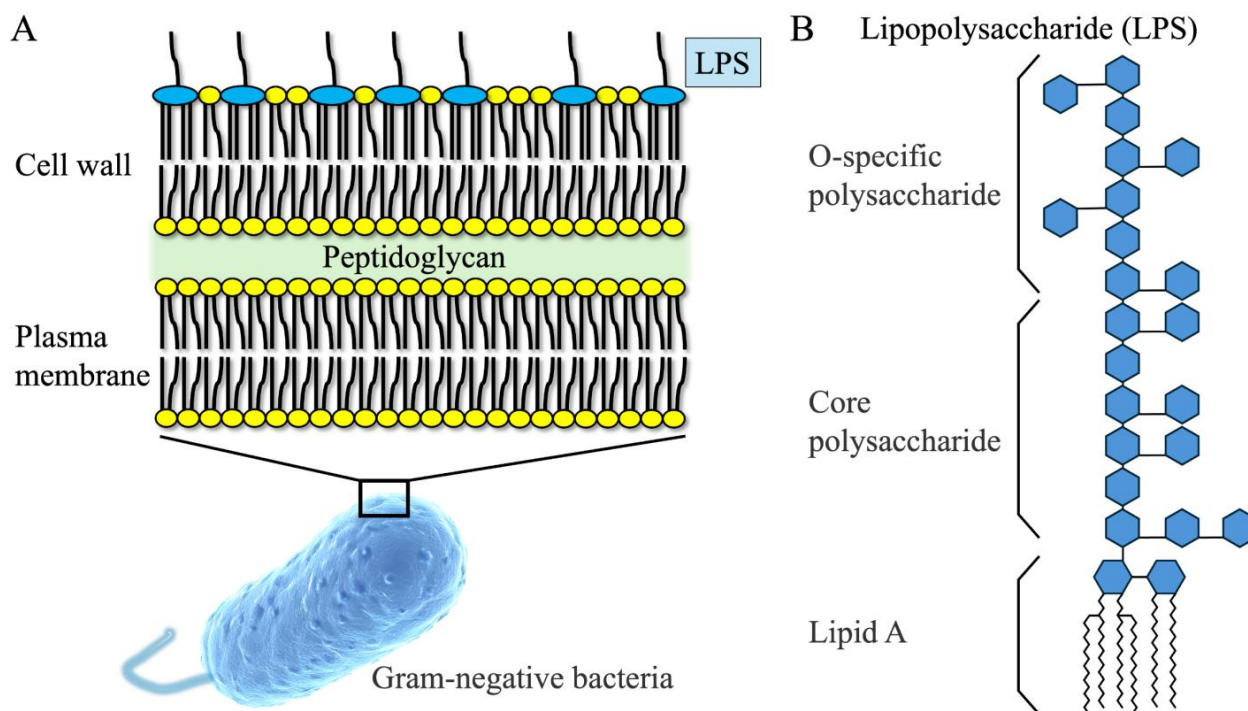 A
LPS
Cell wall
Peptidoglycan
Plasma
membrane
Gram-negative bacteria
B
Lipopolysaccharide (LPS)
O-specific
polysaccharide
Core
polysaccharide
Lipid A